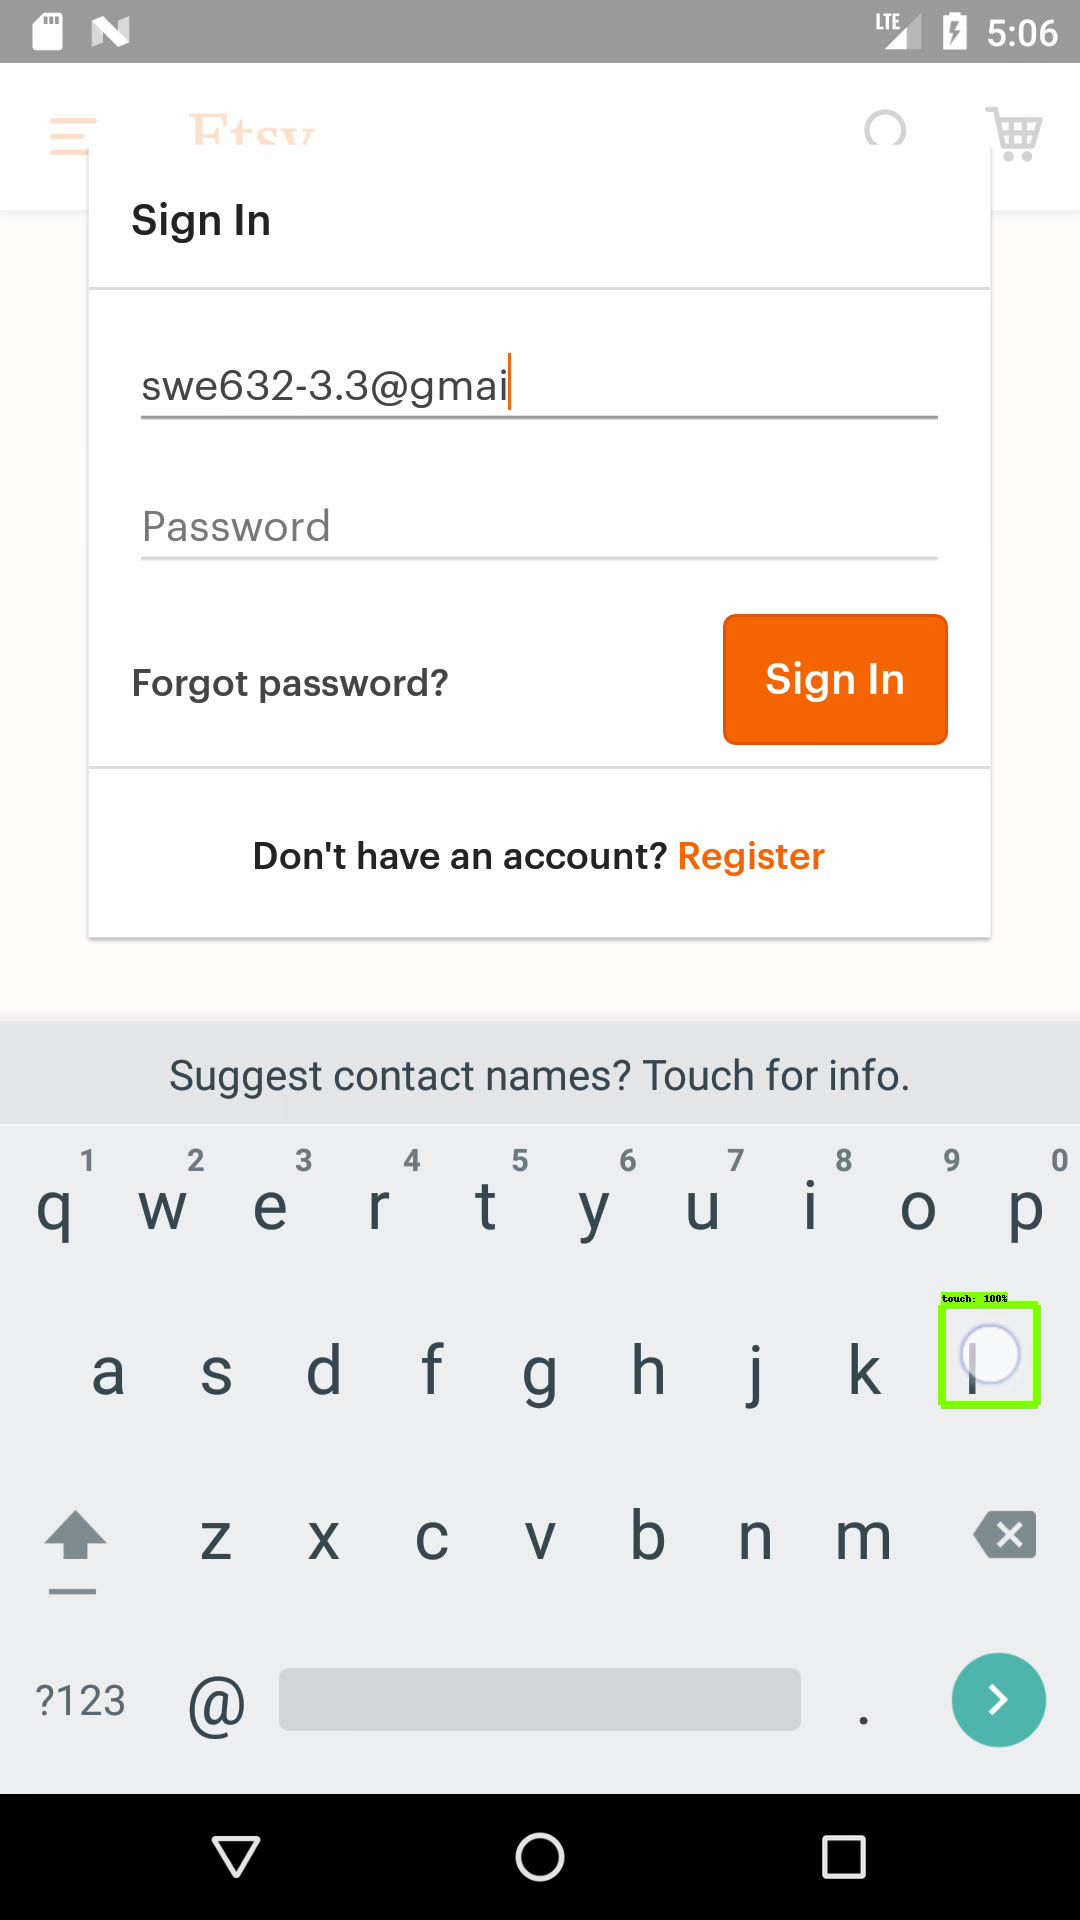 LTE 5:06
Etsy
Sign In
swe632-3.3@gmai
Password
Forgot password? Sign In
Don't have an account? Register
Suggest contact names? Touch for info.
1 2 3 4 5 6 7 8 9 0
q w e r t y u i o p
touch: 100%
a s d f g h j k l
z x c v b n m
?123 @ .